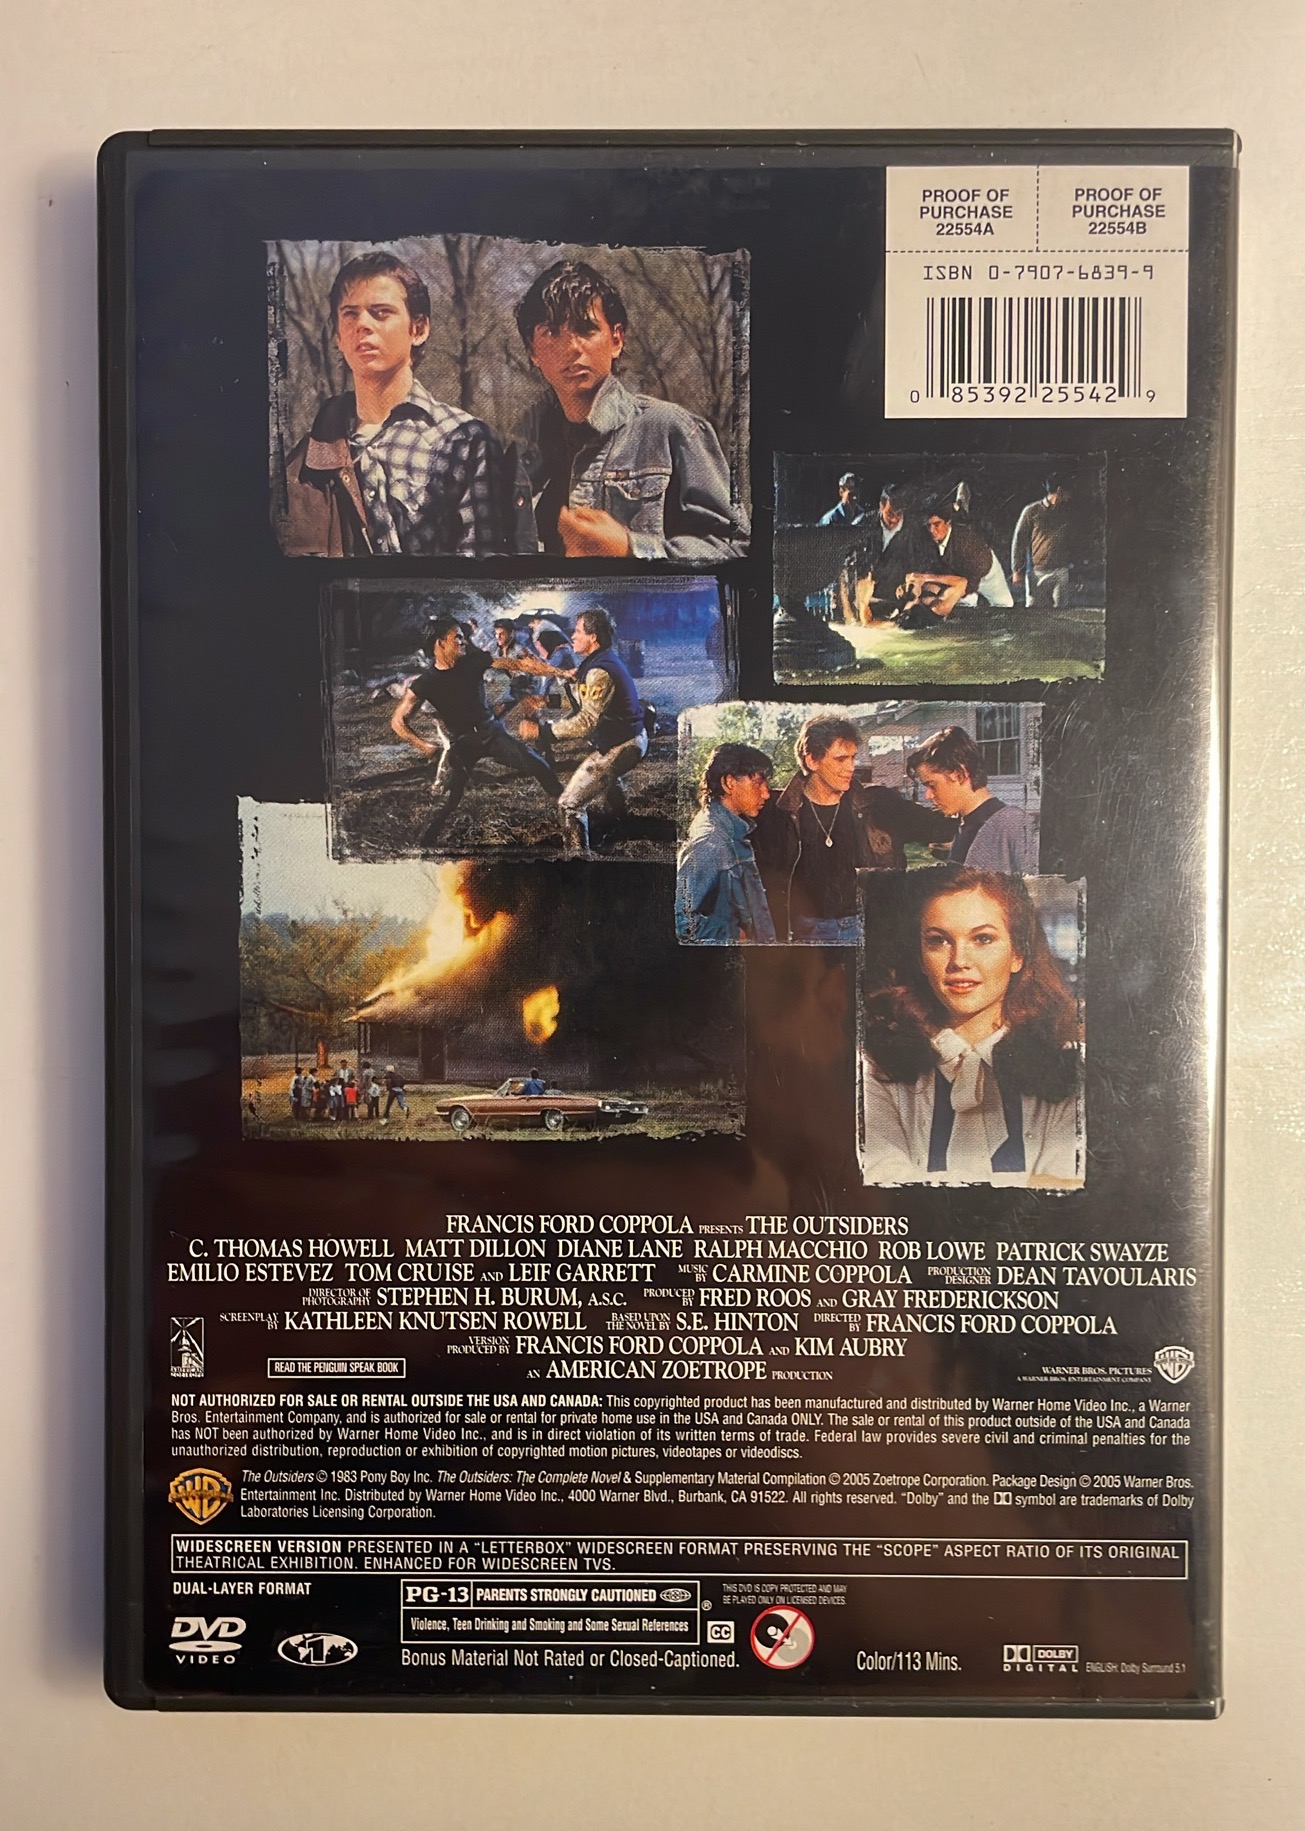 PROOF OF PURCHASE 22554A
PROOF OF PURCHASE 22554B
ISBN 0-7907-6839-9
0 85392 25542 9
FRANCIS FORD COPPOLA PRESENTS THE OUTSIDERS
C. THOMAS HOWELL MATT DILLON DIANE LANE RALPH MACCHIO ROB LOWE PATRICK SWAYZE
EMILIO ESTEVEZ TOM CRUISE AND LEIF GARRETT MUSIC BY CARMINE COPPOLA PRODUCTION DESIGNER DEAN TAVOULARIS
DIRECTOR OF PHOTOGRAPHY STEPHEN H. BURUM, A.S.C. PRODUCED BY FRED ROOS AND GRAY FREDERICKSON
SCREENPLAY BY KATHLEEN KNUTSEN ROWELL BASED UPON THE NOVEL BY S.E. HINTON DIRECTED BY FRANCIS FORD COPPOLA
VERSION PRODUCED BY FRANCIS FORD COPPOLA AND KIM AUBRY
READ THE PENGUIN SPEAK BOOK
AN AMERICAN ZOETROPE PRODUCTION
WARNER BROS. PICTURES
A WARNER BROS. ENTERTAINMENT COMPANY
NOT AUTHORIZED FOR SALE OR RENTAL OUTSIDE THE USA AND CANADA: This copyrighted product has been manufactured and distributed by Warner Home Video Inc., a Warner
Bros. Entertainment Company, and is authorized for sale or rental for private home use in the USA and Canada ONLY. The sale or rental of this product outside of the USA and Canada
has NOT been authorized by Warner Home Video Inc., and is in direct violation of its written terms of trade. Federal law provides severe civil and criminal penalties for the
unauthorized distribution, reproduction or exhibition of copyrighted motion pictures, videotapes or videodiscs.
The Outsiders © 1983 Pony Boy Inc. The Outsiders: The Complete Novel & Supplementary Material Compilation © 2005 Zoetrope Corporation. Package Design © 2005 Warner Bros.
Entertainment Inc. Distributed by Warner Home Video Inc., 4000 Warner Blvd., Burbank, CA 91522. All rights reserved. "Dolby" and the DD symbol are trademarks of Dolby
Laboratories Licensing Corporation.
WIDESCREEN VERSION PRESENTED IN A "LETTERBOX" WIDESCREEN FORMAT PRESERVING THE "SCOPE" ASPECT RATIO OF ITS ORIGINAL
THEATRICAL EXHIBITION. ENHANCED FOR WIDESCREEN TVS.
DUAL-LAYER FORMAT
DVD
VIDEO
1
PG-13 PARENTS STRONGLY CAUTIONED ®
Violence, Teen Drinking and Smoking and Some Sexual References
CC
THIS DVD IS COPY PROTECTED AND MAY
BE PLAYED ONLY ON LICENSED DEVICES.
Bonus Material Not Rated or Closed-Captioned.
Color/113 Mins.
DOLBY
DIGITAL
ENGLISH: Dolby Surround 5.1